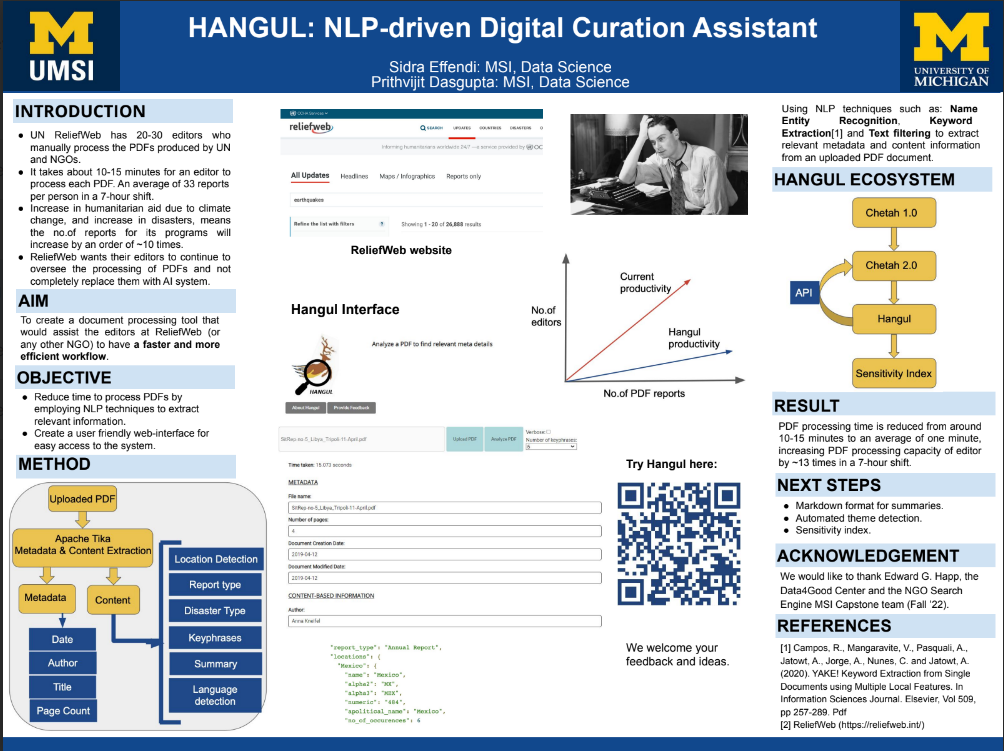 UMSI
HANGUL: NLP-driven Digital Curation Assistant
Sidra Effendi: MSI, Data Science
Prithvijit Dasgupta: MSI, Data Science
UNIVERSITY OF
MICHIGAN
INTRODUCTION
● UN ReliefWeb has 20-30 editors who
manually process the PDFs produced by UN
and NGOs.
● It takes about 10-15 minutes for an editor to
process each PDF. An average of 33 reports
per person in a 7-hour shift.
● Increase in humanitarian aid due to climate
change, and increase in disasters, means
the no.of reports for its programs will
increase by an order of ~10 times.
● ReliefWeb wants their editors to continue to
oversee the processing of PDFs and not
completely replace them with AI system.
AIM
To create a document processing tool that
would assist the editors at ReliefWeb (or
any other NGO) to have a faster and more
efficient workflow.
OBJECTIVE
● Reduce time to process PDFs by
employing NLP techniques to extract
relevant information.
● Create a user friendly web-interface for
easy access to the system.
METHOD
Uploaded PDF
Apache Tika
Metadata & Content Extraction
Metadata
Content
Date
Author
Title
Page Count
Location Detection
Report type
Disaster Type
Keyphrases
Summary
Language
detection
OCHA Services
reliefweb
SEARCH UPDATES COUNTRIES DISASTERS
Informing humanitarians worldwide 24/7 — a service provided by OC
All Updates Headlines Maps / Infographics Reports only
earthquakes
Refine the list with filters
Showing 1 - 20 of 26,888 results
ReliefWeb website
Hangul Interface
HANGUL
Analyze a PDF to find relevant meta details
About Hangul Provide Feedback
SitRep-no-5_Libya_Tripoli-11-April.pdf
Upload PDF Analyze PDF
Verbose:
Number of keyphrases:
Time taken: 15.073 seconds
METADATA
File name:
SitRep-no-5_Libya_Tripoli-11-April.pdf
Number of pages:
4
Document Creation Date:
2019-04-12
Document Modified Date:
2019-04-12
CONTENT-BASED INFORMATION
Author:
Anna Kneifel
"report_type": "Annual Report",
"locations": {
"Mexico": {
"name": "Mexico",
"alpha2": "MX",
"alpha3": "MEX",
"numeric": "484",
"apolitical_name": "Mexico",
"no_of_occurences": 6
No.of
editors
Current
productivity
Hangul
productivity
No.of PDF reports
Try Hangul here:
We welcome your
feedback and ideas.
Using NLP techniques such as: Name
Entity Recognition, Keyword
Extraction[1] and Text filtering to extract
relevant metadata and content information
from an uploaded PDF document.
HANGUL ECOSYSTEM
Chetah 1.0
Chetah 2.0
API
Hangul
Sensitivity Index
RESULT
PDF processing time is reduced from around
10-15 minutes to an average of one minute,
increasing PDF processing capacity of editor
by ~13 times in a 7-hour shift.
NEXT STEPS
● Markdown format for summaries.
● Automated theme detection.
● Sensitivity index.
ACKNOWLEDGEMENT
We would like to thank Edward G. Happ, the
Data4Good Center and the NGO Search
Engine MSI Capstone team (Fall '22).
REFERENCES
[1] Campos, R., Mangaravite, V., Pasquali, A.,
Jatowt, A., Jorge, A., Nunes, C. and Jatowt, A.
(2020). YAKE! Keyword Extraction from Single
Documents using Multiple Local Features. In
Information Sciences Journal. Elsevier, Vol 509,
pp 257-289. Pdf
[2] ReliefWeb (https://reliefweb.int/)